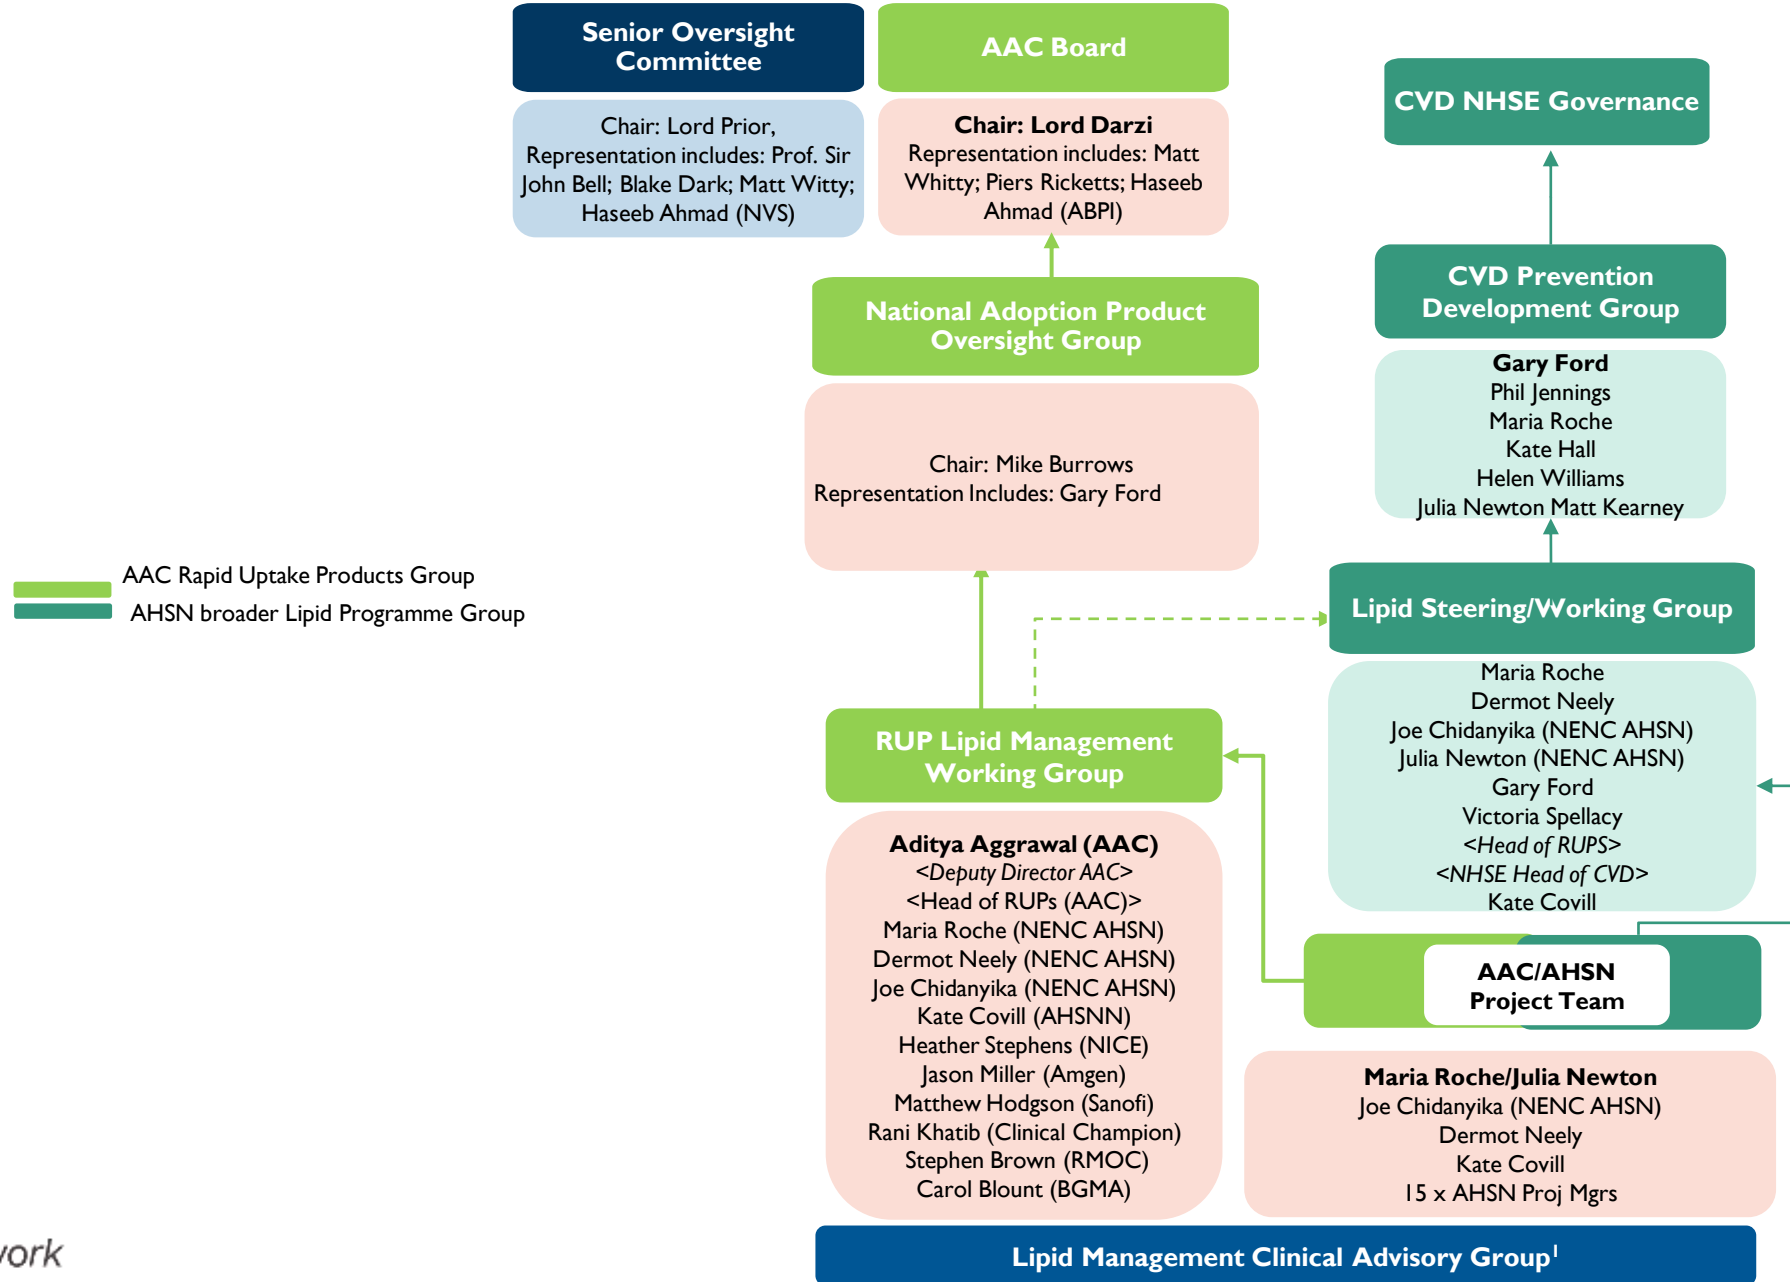 Senior Oversight
Committee
Chair: Lord Prior,
Representation includes: Prof. Sir
John Bell; Blake Dark; Matt Witty;
Haseeb Ahmad (NVS)
AAC Board
Chair: Lord Darzi
Representation includes: Matt
Whitty; Piers Ricketts; Haseeb
Ahmad (ABPI)
CVD NHSE Governance
National Adoption Product
Oversight Group
Chair: Mike Burrows
Representation Includes: Gary Ford
CVD Prevention
Development Group
Gary Ford
Phil Jennings
Maria Roche
Kate Hall
Helen Williams
Julia Newton Matt Kearney
AAC Rapid Uptake Products Group
AHSN broader Lipid Programme Group
Lipid Steering/Working Group
Maria Roche
Dermot Neely
Joe Chidanyika (NENC AHSN)
Julia Newton (NENC AHSN)
Gary Ford
Victoria Spellacy
<Head of RUPS>
<NHSE Head of CVD>
Kate Covill
RUP Lipid Management
Working Group
Aditya Aggrawal (AAC)
<Deputy Director AAC>
<Head of RUPs (AAC)>
Maria Roche (NENC AHSN)
Dermot Neely (NENC AHSN)
Joe Chidanyika (NENC AHSN)
Kate Covill (AHSNN)
Heather Stephens (NICE)
Jason Miller (Amgen)
Matthew Hodgson (Sanofi)
Rani Khatib (Clinical Champion)
Stephen Brown (RMOC)
Carol Blount (BGMA)
AAC/AHSN
Project Team
Maria Roche/Julia Newton
Joe Chidanyika (NENC AHSN)
Dermot Neely
Kate Covill
15 x AHSN Proj Mgrs
Lipid Management Clinical Advisory Group¹